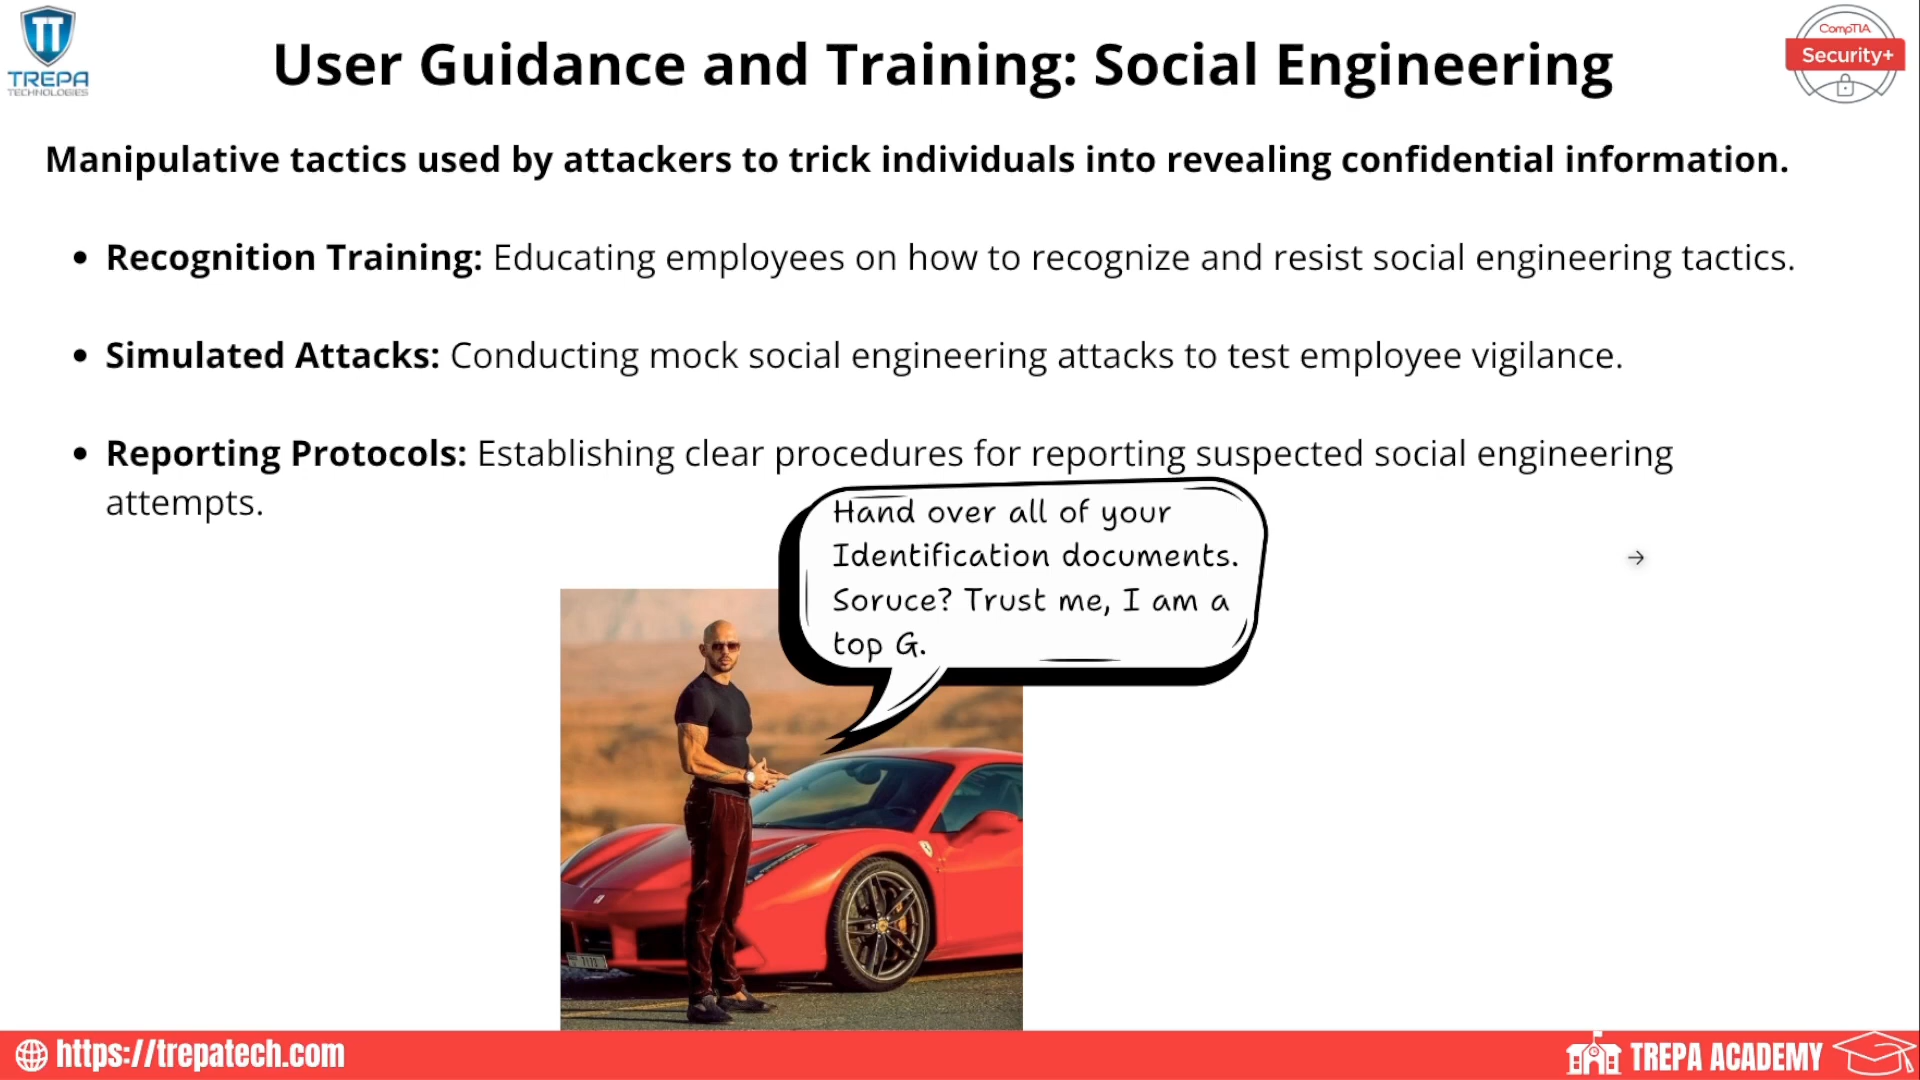 TT
TREPA
TECHNOLOGIES
User Guidance and Training: Social Engineering
CompTIA
Security+
Manipulative tactics used by attackers to trick individuals into revealing confidential information.
• Recognition Training: Educating employees on how to recognize and resist social engineering tactics.
• Simulated Attacks: Conducting mock social engineering attacks to test employee vigilance.
• Reporting Protocols: Establishing clear procedures for reporting suspected social engineering
attempts.
Hand over all of your
Identification documents.
Soruce? Trust me, I am a
top G.
https://trepatech.com
TREPA ACADEMY